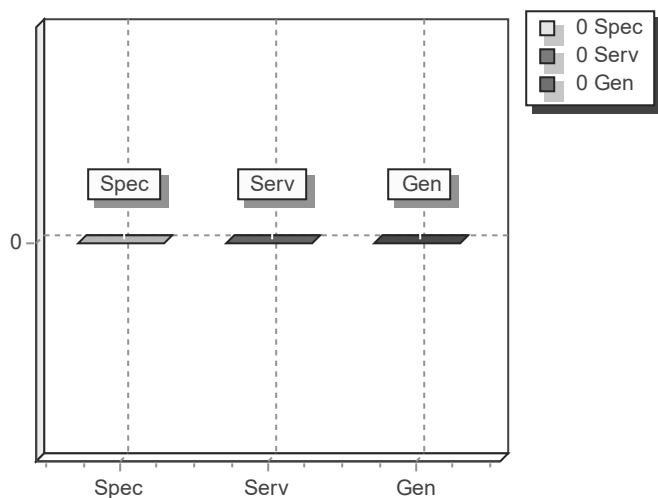 0 Spec
0 Serv
0 Gen
Spec
Serv
Gen
0
Spec
Serv
Gen